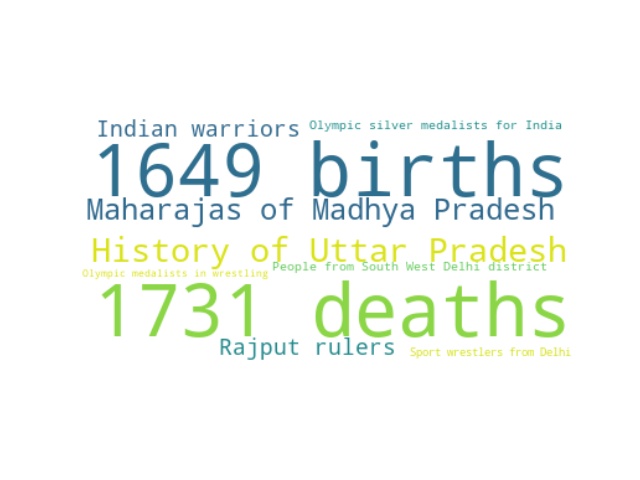 Indian warriors
Olympic silver medalists for India
1649 births
Maharajas of Madhya Pradesh
History of Uttar Pradesh
People from South West Delhi district
Olympic medalists in wrestling
1731 deaths
Rajput rulers
Sport wrestlers from Delhi